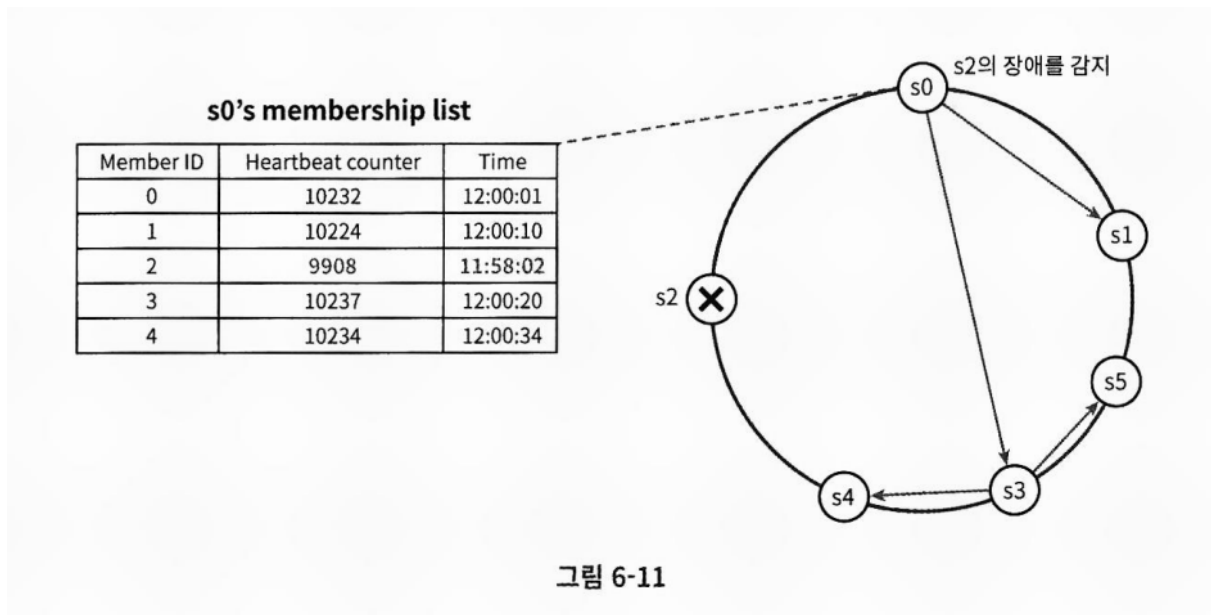 s0's membership list
Member ID Heartbeat counter Time
0 10232 12:00:01
1 10224 12:00:10
2 9908 11:58:02
3 10237 12:00:20
4 10234 12:00:34
s2의 장애를 감지
s0
s1
s2
s5
s4
s3
그림 6-11